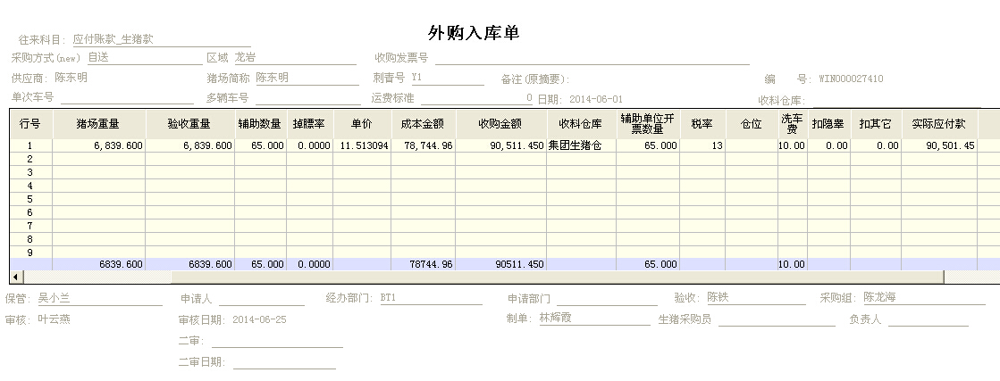 外购入库单
往来科目: 应付账款_生猪款
采购方式(new) 自送 区域 龙岩 收购发票号
供应商: 陈东明 猪场简称 陈东明 刺青号 Y1 备注(原摘要): 编 号: WIN000027410
单次车号 多辆车号 运费标准 0 日期: 2014-06-01 收料仓库:
行号 猪场重量 验收重量 辅助数量 掉膘率 单价 成本金额 收购金额 收料仓库 辅助单位开票数量 税率 仓位 洗车费 扣隐睾 扣其它 实际应付款
1 6,839.600 6,839.600 65.000 0.0000 11.513094 78,744.96 90,511.450 集团生猪仓 65.000 13 10.00 0.00 0.00 90,501.45
2
3
4
5
6
7
8
9
6839.600 6839.600 65.000 0.0000 78744.96 90511.450 65.000 10.00
保管: 吴小兰 申请人 经办部门: BT1 申请部门 验收: 陈铁 采购组: 陈龙海
审核: 叶云燕 审核日期: 2014-06-25 制单: 林辉霞 生猪采购员 负责人
二审:
二审日期: